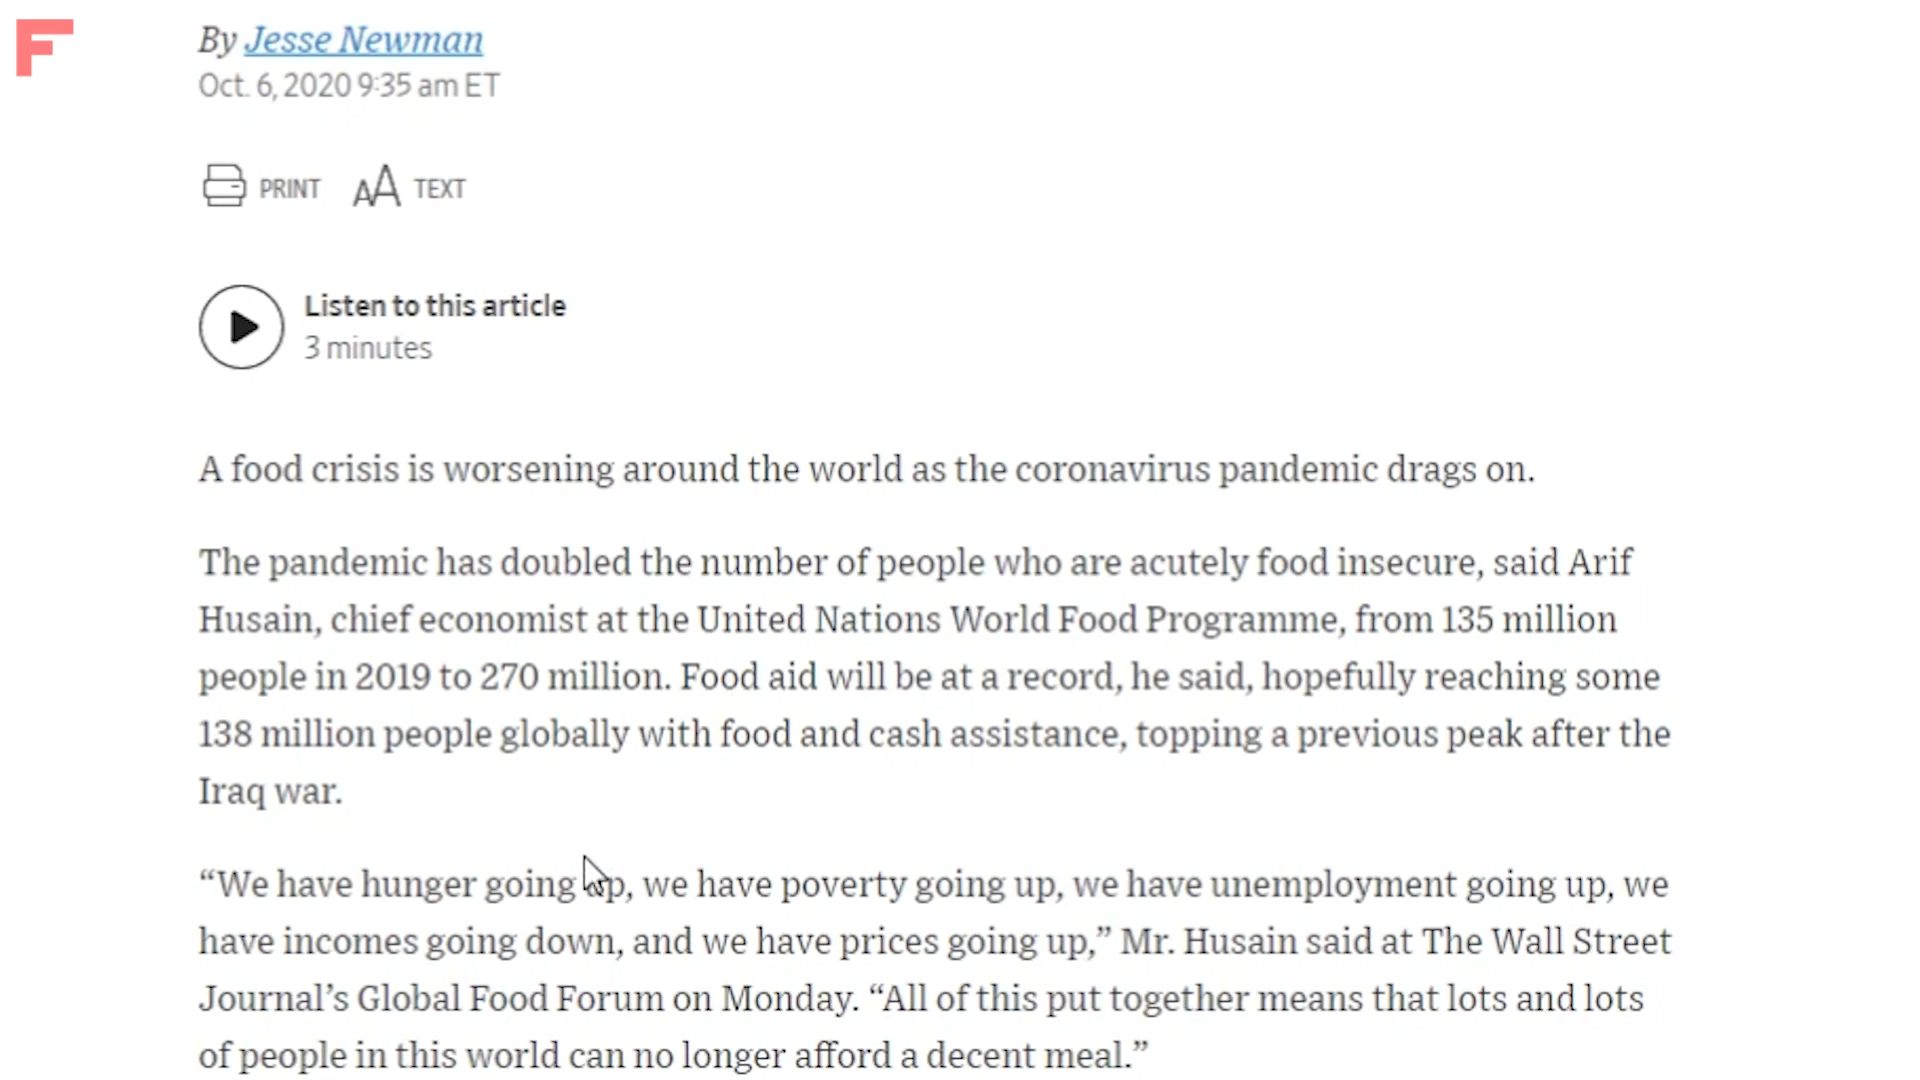 F
By Jesse Newman
Oct. 6, 2020 9:35 am ET
PRINT AA TEXT
Listen to this article
3 minutes
A food crisis is worsening around the world as the coronavirus pandemic drags on.
The pandemic has doubled the number of people who are acutely food insecure, said Arif
Husain, chief economist at the United Nations World Food Programme, from 135 million
people in 2019 to 270 million. Food aid will be at a record, he said, hopefully reaching some
138 million people globally with food and cash assistance, topping a previous peak after the
Iraq war.
“We have hunger going up, we have poverty going up, we have unemployment going up, we
have incomes going down, and we have prices going up,” Mr. Husain said at The Wall Street
Journal’s Global Food Forum on Monday. “All of this put together means that lots and lots
of people in this world can no longer afford a decent meal.”